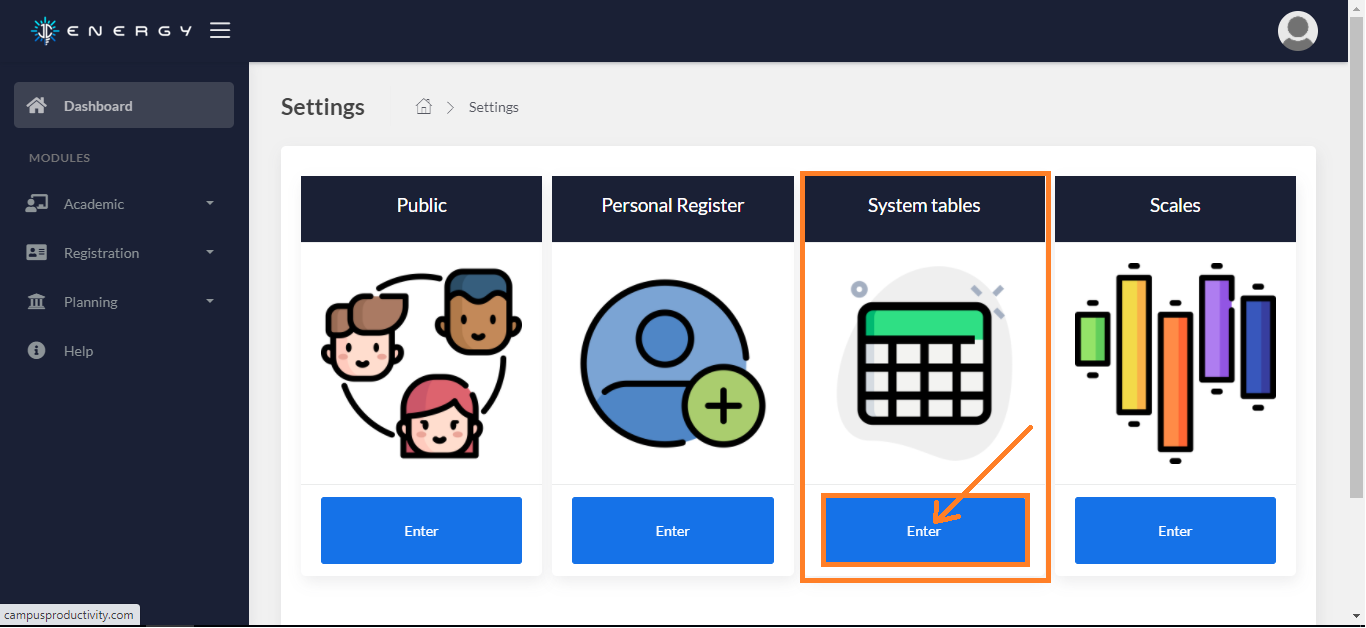 JC ENERGY
Dashboard
Settings
Settings
MODULES
Academic
Registration
Planning
Help
Public
Personal Register
System tables
Scales
Enter
Enter
Enter
Enter
campusproductivity.com